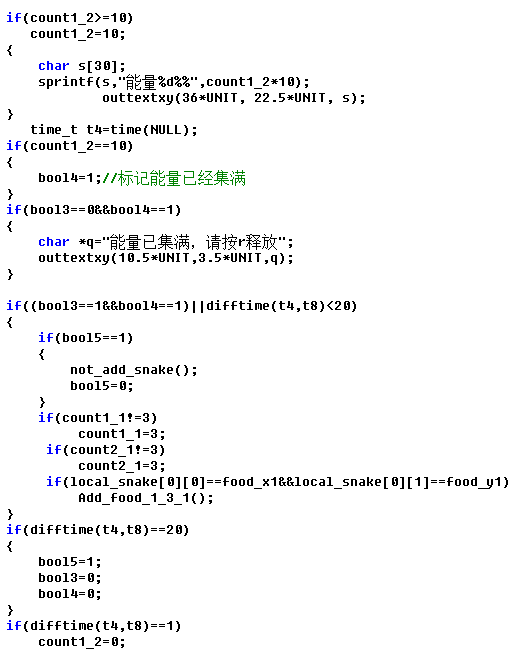 if(count1_2>=10)
   count1_2=10;
{
    char s[30];
    sprintf(s,"能量%d%%",count1_2*10);
            outtextxy(36*UNIT, 22.5*UNIT, s);
}
   time_t t4=time(NULL);
if(count1_2==10)
{
    bool4=1;//标记能量已经集满
}
if(bool3==0&&bool4==1)
{
    char *q="能量已集满，请按r释放";
    outtextxy(10.5*UNIT,3.5*UNIT,q);
}

if((bool3==1&&bool4==1)||difftime(t4,t8)<20)
{
    if(bool5==1)
    {
        not_add_snake();
        bool5=0;
    }
    if(count1_1!=3)
         count1_1=3;
     if(count2_1!=3)
         count2_1=3;
     if(local_snake[0][0]==food_x1&&local_snake[0][1]==food_y1)
         Add_food_1_3_1();
}
if(difftime(t4,t8)==20)
{
    bool5=1;
    bool3=0;
    bool4=0;
}
if(difftime(t4,t8)==1)
    count1_2=0;